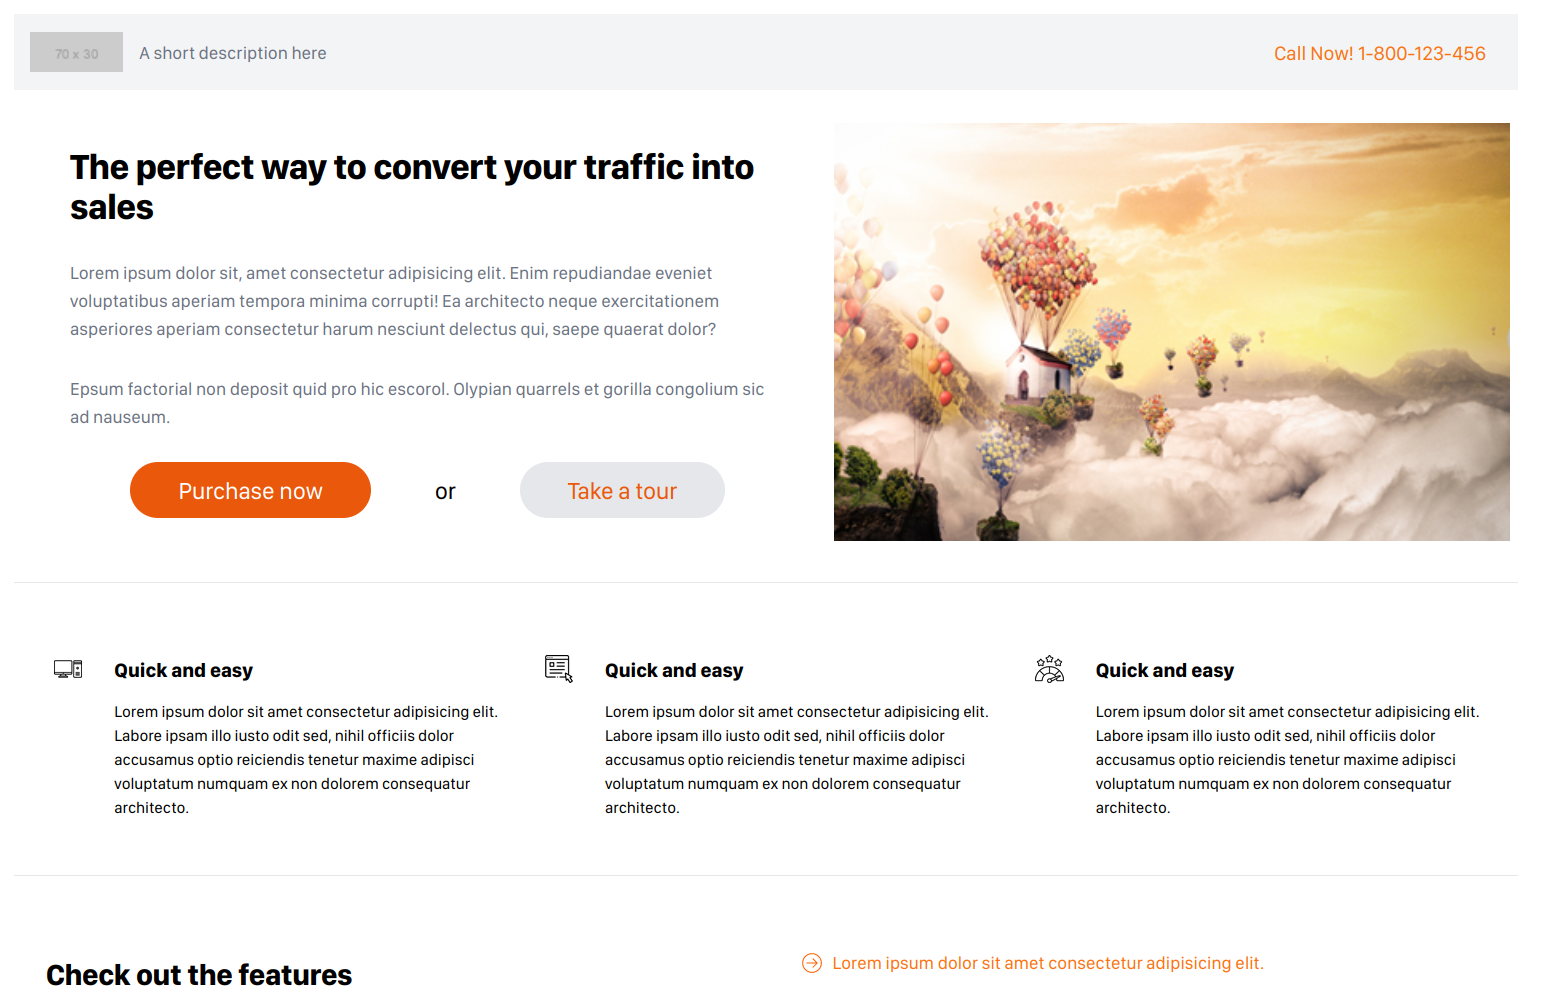 70 x 30
A short description here
Call Now! 1-800-123-456
The perfect way to convert your traffic into
sales
Lorem ipsum dolor sit, amet consectetur adipisicing elit. Enim repudiandae eveniet
voluptatibus aperiam tempora minima corrupti! Ea architecto neque exercitationem
asperiores aperiam consectetur harum nesciunt delectus qui, saepe quaerat dolor?
Epsum factorial non deposit quid pro hic escorol. Olypian quarrels et gorilla congolium sic
ad nauseum.
Purchase now
or
Take a tour
Quick and easy
Lorem ipsum dolor sit amet consectetur adipisicing elit.
Labore ipsam illo iusto odit sed, nihil officiis dolor
accusamus optio reiciendis tenetur maxime adipisci
voluptatum numquam ex non dolorem consequatur
architecto.
Quick and easy
Lorem ipsum dolor sit amet consectetur adipisicing elit.
Labore ipsam illo iusto odit sed, nihil officiis dolor
accusamus optio reiciendis tenetur maxime adipisci
voluptatum numquam ex non dolorem consequatur
architecto.
Quick and easy
Lorem ipsum dolor sit amet consectetur adipisicing elit.
Labore ipsam illo iusto odit sed, nihil officiis dolor
accusamus optio reiciendis tenetur maxime adipisci
voluptatum numquam ex non dolorem consequatur
architecto.
Check out the features
Lorem ipsum dolor sit amet consectetur adipisicing elit.